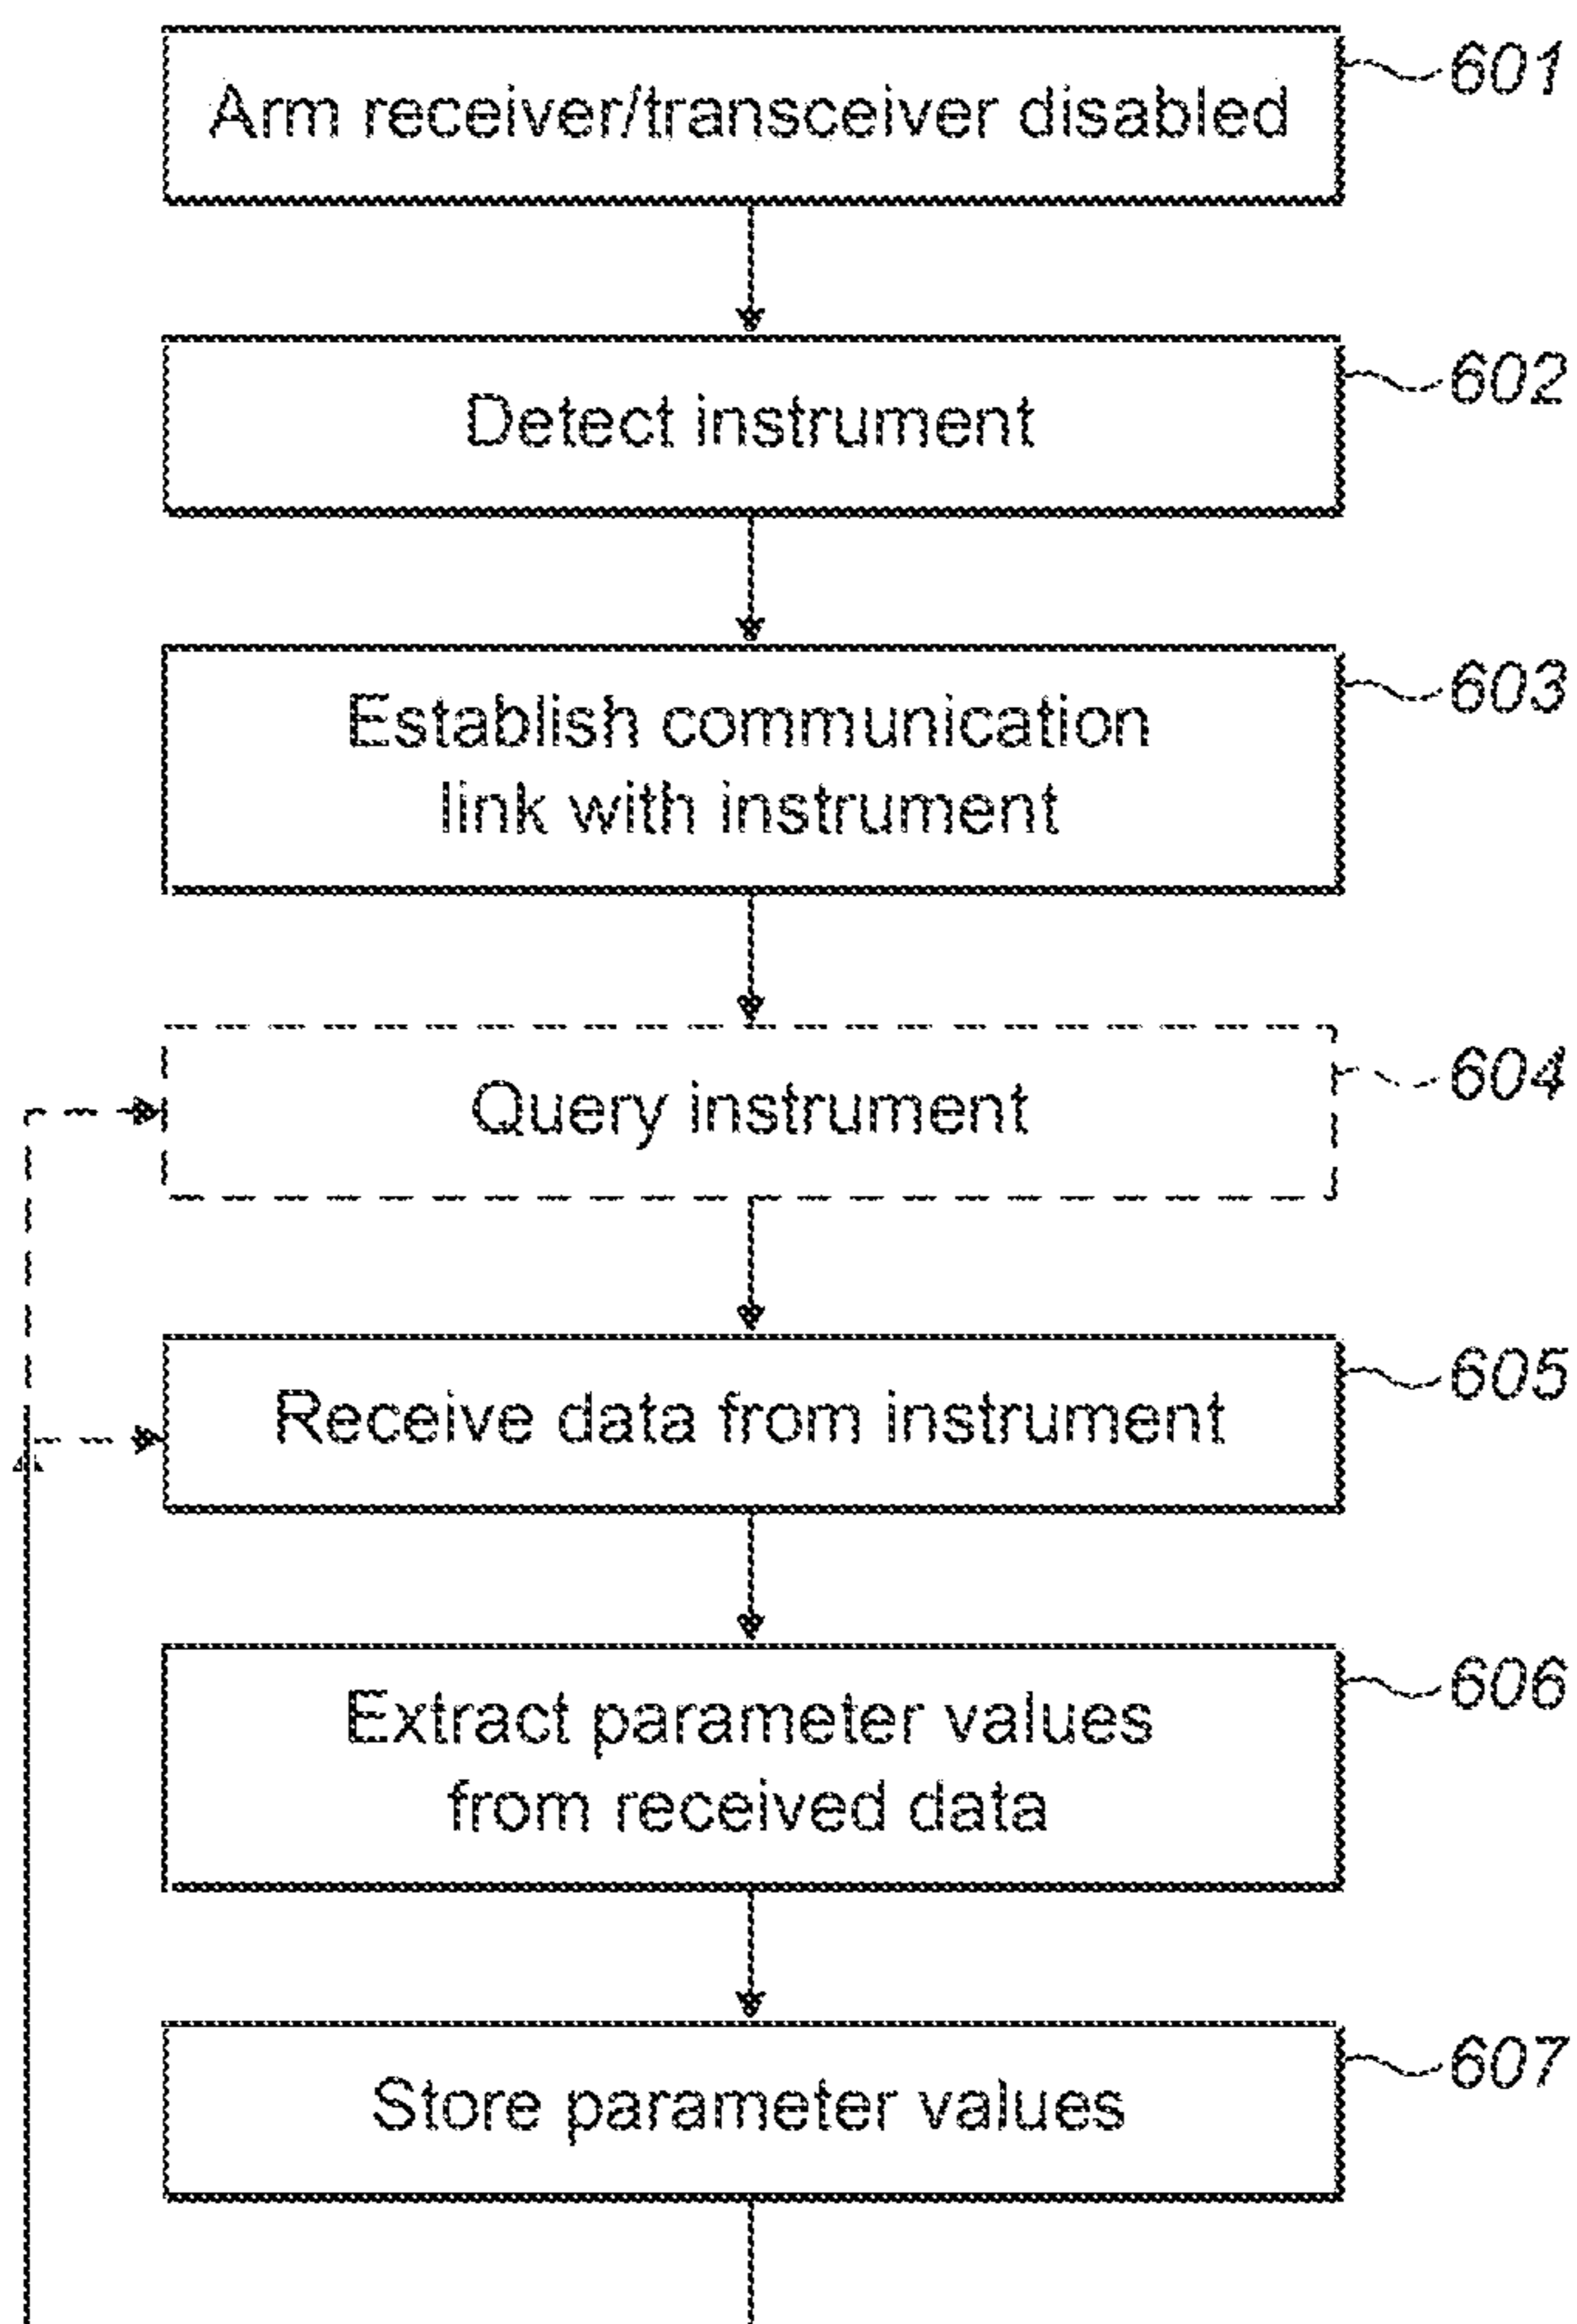 Arm receiver/transceiver disabled
601
Detect instrument
602
Establish communication
link with instrument
603
Query instrument
604
Receive data from instrument
605
Extract parameter values
from received data
606
Store parameter values
607